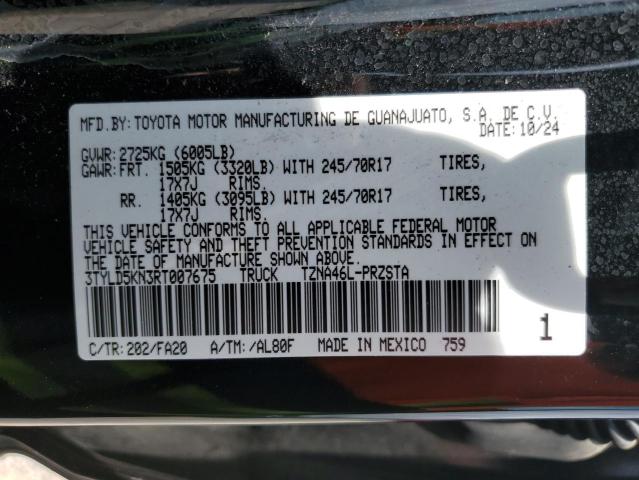 MFD.BY:TOYOTA MOTOR MANUFACTURING DE GUANAJUATO, S.A. DE C.V.
DATE:10/24
GVWR:2725KG (6005LB)
GAWR:FRT. 1505KG (3320LB) WITH 245/70R17 TIRES,
17X7J RIMS.
RR. 1405KG (3095LB) WITH 245/70R17 TIRES,
17X7J RIMS.
THIS VEHICLE CONFORMS TO ALL APPLICABLE FEDERAL MOTOR
VEHICLE SAFETY AND THEFT PREVENTION STANDARDS IN EFFECT ON
THE DATE OF MANUFACTURE SHOWN ABOVE.
3TYLD5KN3RT007675 TRUCK TZNA46L-PRZSTA
C/TR:202/FA20 A/TM:/AL80F MADE IN MEXICO 759
1